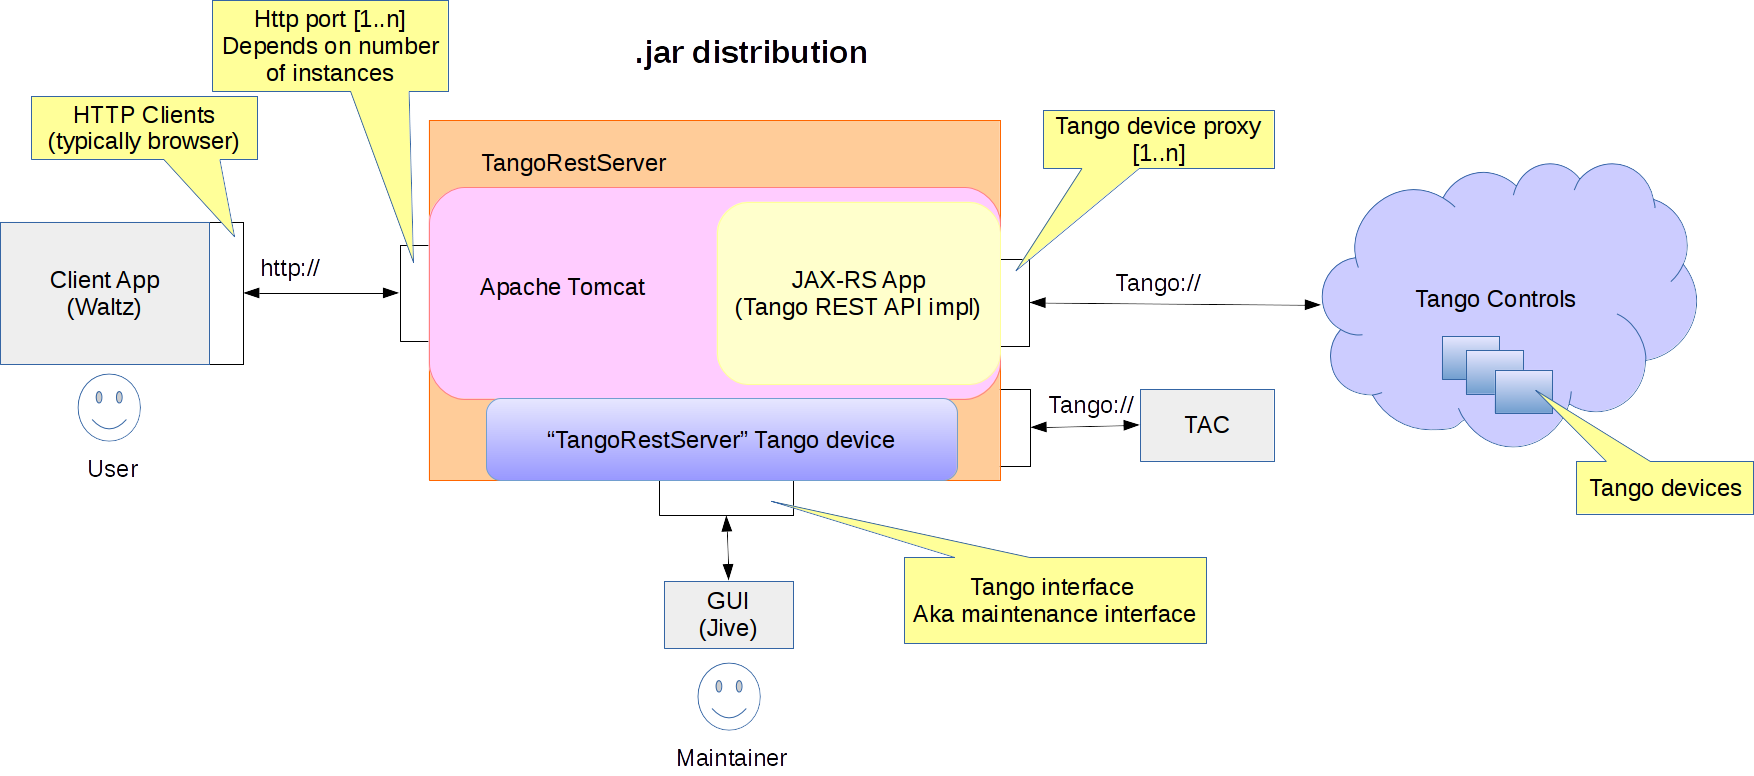 Http port [1..n]
Depends on number
of instances
.jar distribution
HTTP Clients
(typically browser)
Tango device proxy
[1..n]
TangoRestServer
Client App
(Waltz)
http://
Apache Tomcat
JAX-RS App
(Tango REST API impl)
Tango://
Tango Controls
User
“TangoRestServer” Tango device
Tango://
TAC
Tango devices
Tango interface
Aka maintenance interface
GUI
(Jive)
Maintainer